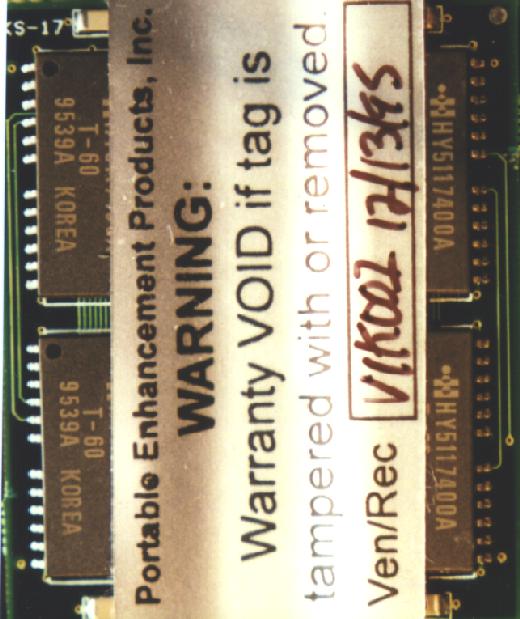 KS-17
T-60
9539A KOREA
T-60
9539A KOREA
Portable Enhancement Products, Inc.
WARNING:
Warranty VOID if tag is
tampered with or removed.
Ven/Rec VIK022 12/13/95
HY5117400A
HY5117400A